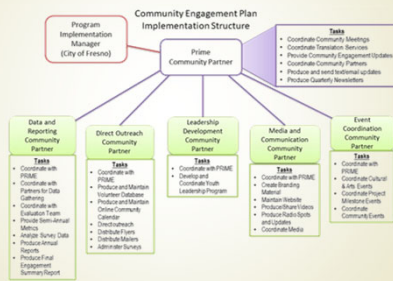 Community Engagement Plan
Implementation Structure
Program
Implementation
Manager
(City of Fresno)
Prime
Community Partner
Tasks
• Coordinate Community Meetings
• Coordinate Translation Services
• Provide Community Engagement Updates
• Coordinate Community Partners
• Produce and send text/email updates
• Produce Quarterly Newsletters
Data and
Reporting
Community
Partner
Tasks
• Coordinate with
PRIME
• Coordinate with
Partners for Data
Gathering
• Coordinate with
Evaluation Team
• Provide Semi-Annual
Metrics
• Analyze Survey Data
• Produce Annual
Reports
• Produce Final
Engagement
Summary Report
Direct Outreach
Community
Partner
Tasks
• Coordinate with
PRIME
• Produce and Maintain
Volunteer Database
• Produce and Maintain
Online Community
Calendar
• Direct outreach
• Distribute Flyers
• Distribute Mailers
• Administer Surveys
Leadership
Development
Community
Partner
Tasks
• Coordinate with PRIME
• Develop and
Coordinate Youth
Leadership Program
Media and
Communication
Community
Partner
Tasks
• Coordinate with PRIME
• Create Branding
Material
• Maintain Website
• Produce/Share Videos
• Produce Radio Spots
and Updates
• Coordinate Media
Event
Coordination
Community
Partner
Tasks
• Coordinate with
PRIME
• Coordinate Cultural
& Arts Events
• Coordinate Project
Milestone Events
• Coordinate
Community Events